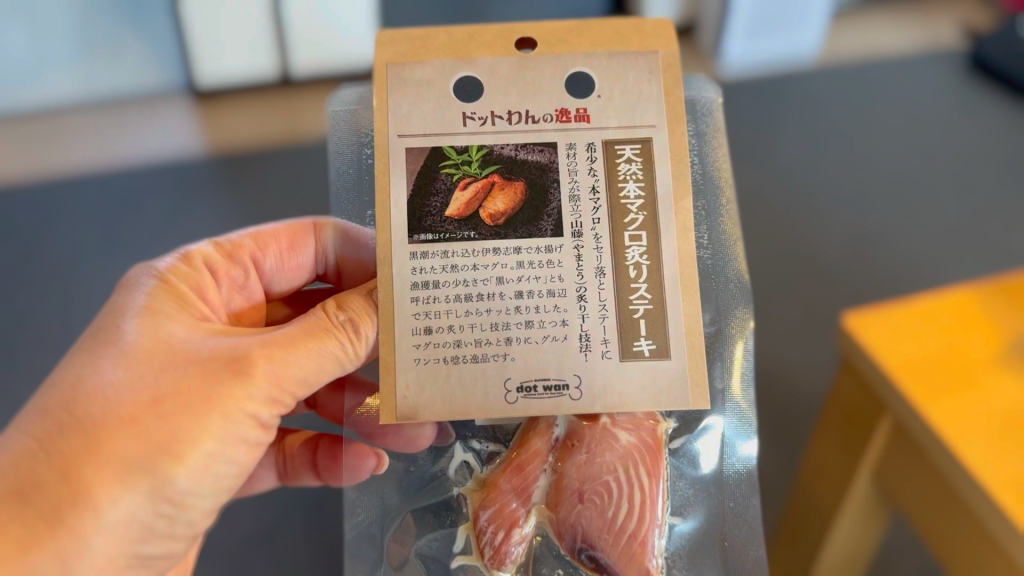 ドットわんの逸品
天然本マグロ炙りステーキ
希少な“本マグロ”をセリ落としステーキに
素材の旨みが際立つ山藤(やまとう)の炙り干し技法！
※画像はイメージです。
黒潮が流れ込む伊勢志摩で水揚げ
された天然の本マグロ。黒光る色と
漁獲量の少なさで「黒いダイヤ」とも
呼ばれる高級食材を、磯香る海辺
で天日干しからサッと炙りました。
山藤の炙り干し技法で際立つ本
マグロの深い旨みと香りに、グルメ
ワンコも唸る逸品です。
dot wan